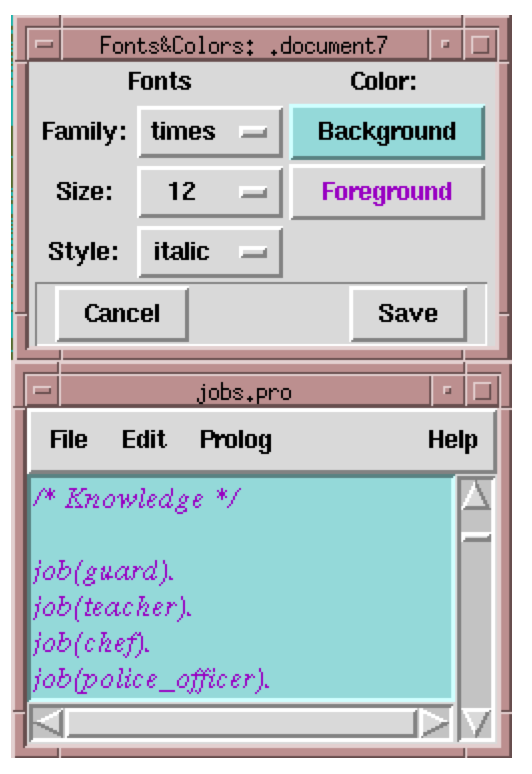 Fonts&Colors: .document7
Fonts Color:
Family: times Background
Size: 12 Foreground
Style: italic
Cancel Save
jobs.pro
File Edit Prolog Help
/* Knowledge */
job(guard).
job(teacher).
job(chef).
job(police_officer).